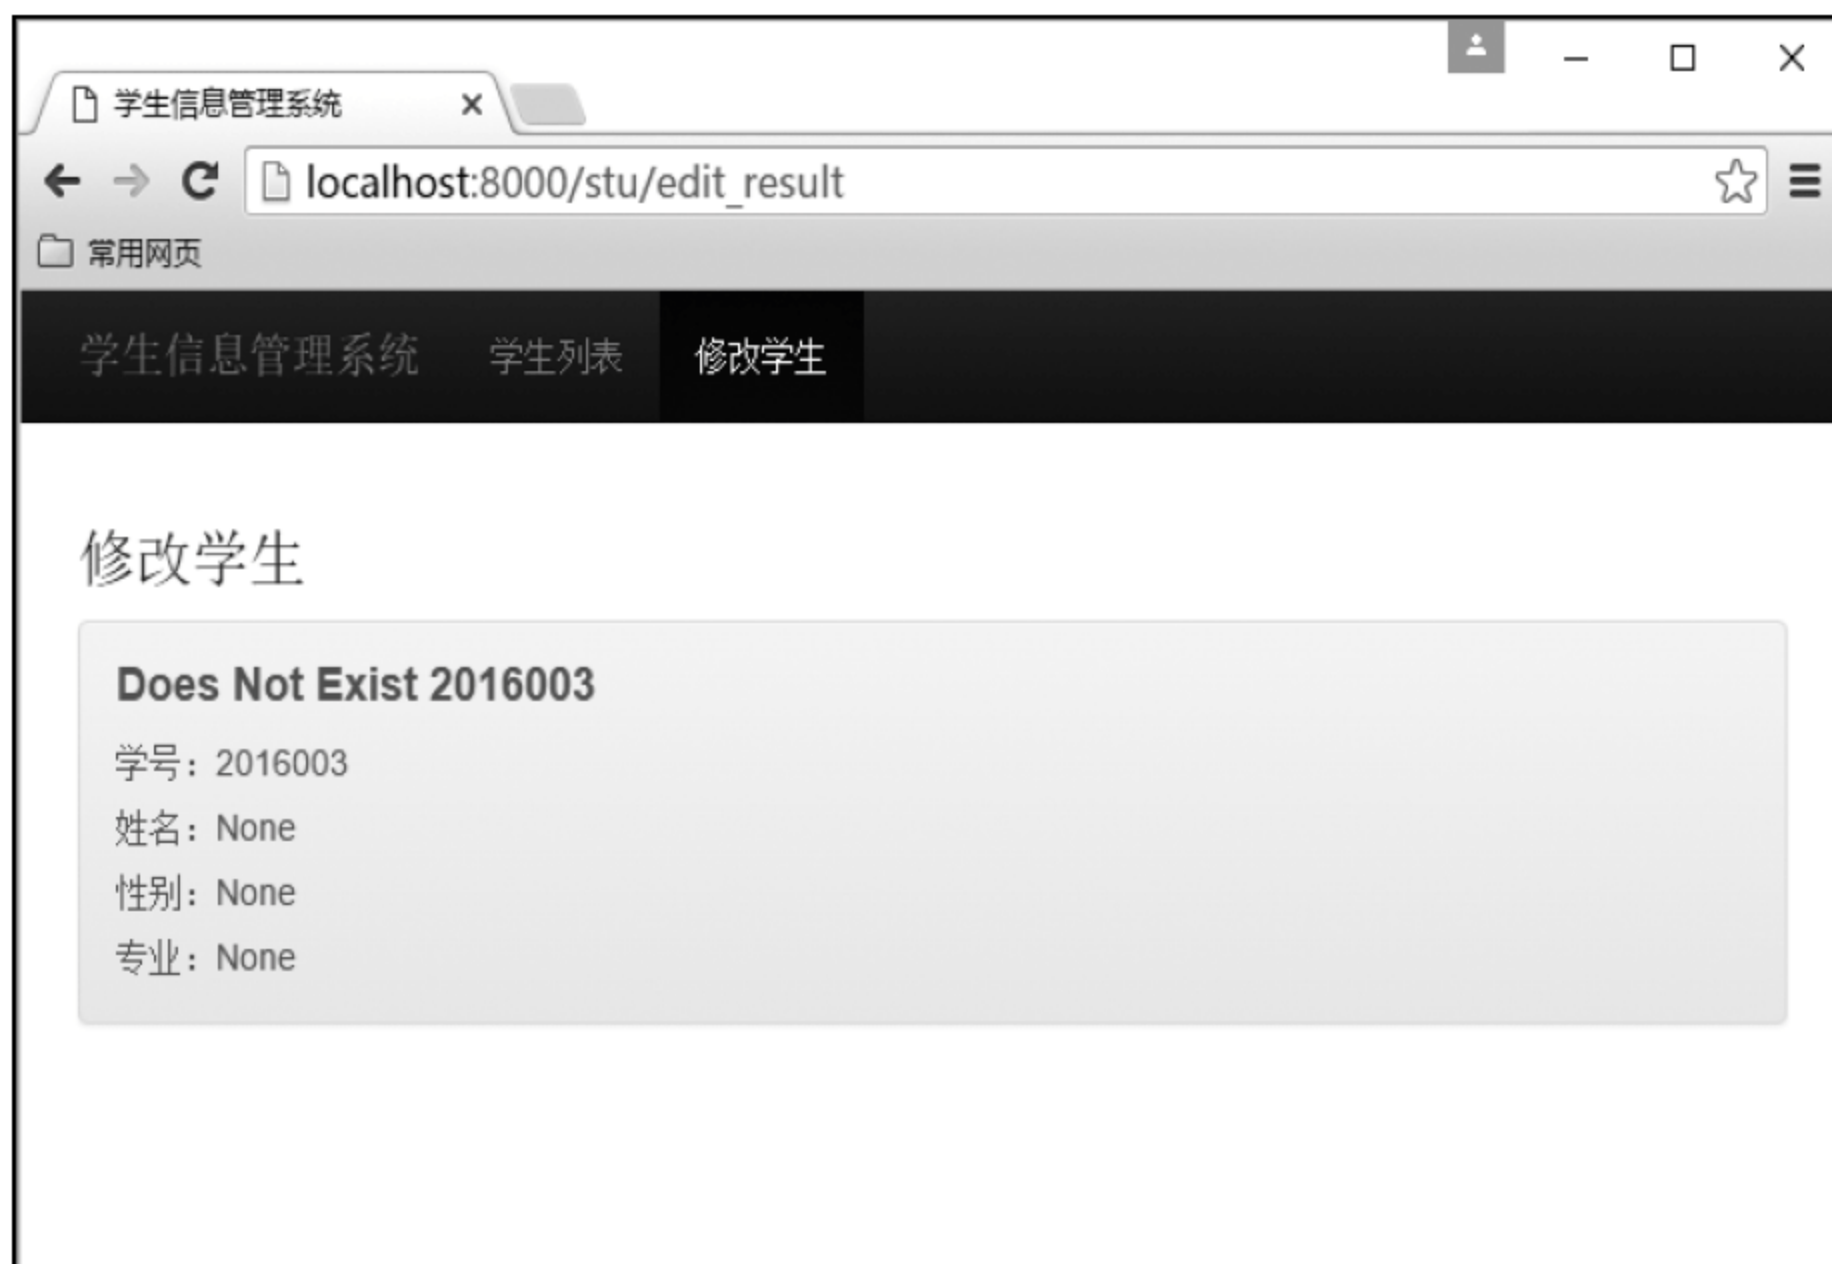 学生信息管理系统
localhost:8000/stu/edit_result
常用网页
学生信息管理系统 学生列表 修改学生
修改学生
Does Not Exist 2016003
学号：2016003
姓名：None
性别：None
专业：None